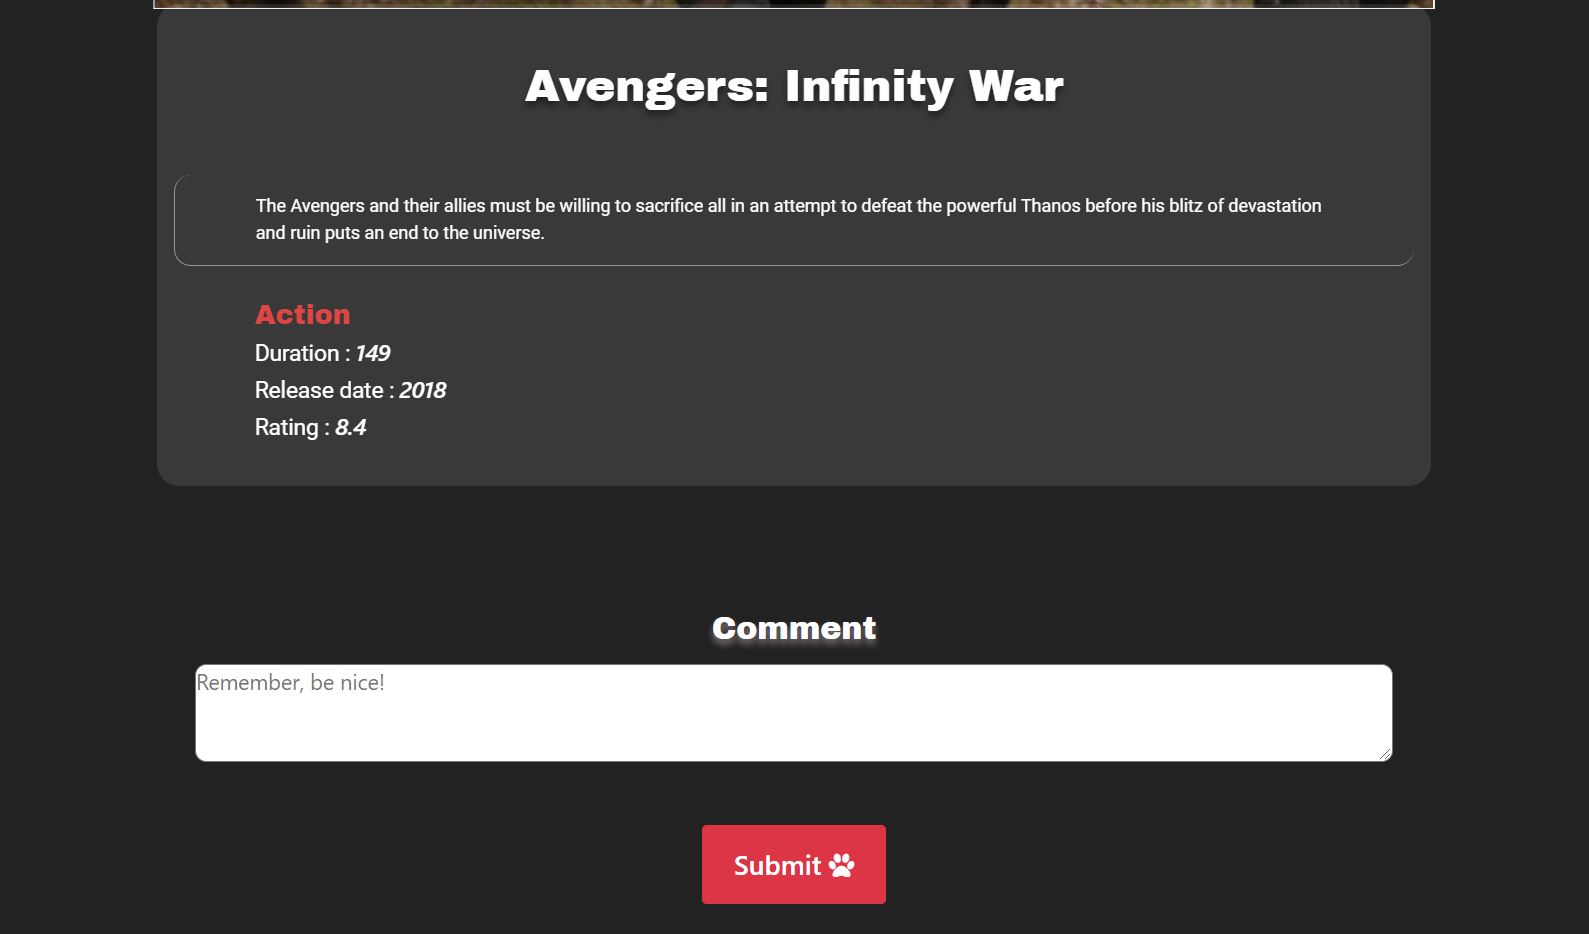 Avengers: Infinity War
The Avengers and their allies must be willing to sacrifice all in an attempt to defeat the powerful Thanos before his blitz of devastation
and ruin puts an end to the universe.
Action
Duration : 149
Release date : 2018
Rating : 8.4
Comment
Remember, be nice!
Submit